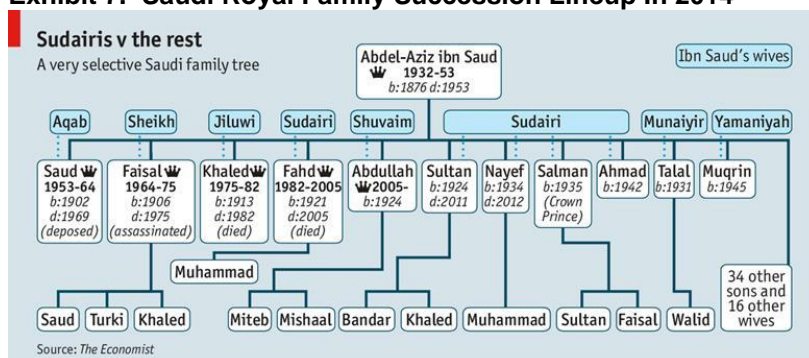 Exhibit 7: Saudi Royal Family Succession Lineup in 2014
Sudairis v the rest
A very selective Saudi family tree
Abdel-Aziz ibn Saud
1932-53
b:1876 d:1953
Ibn Saud's wives
Aqab
Sheikh
Jiluwi
Sudairi
Shuvaim
Sudairi
Munaiyir
Yamaniyah
Saud
1953-64
b:1902
d:1969
(deposed)
Faisal
1964-75
b:1906
d:1975
(assassinated)
Khaled
1975-82
b:1913
d:1982
(died)
Fahd
1982-2005
b:1921
d:2005
(died)
Abdullah
2005-
b:1924
Sultan
b:1924
d:2011
Nayef
b:1934
d:2012
Salman
b:1935
(Crown
Prince)
Ahmad
b:1942
Talal
b:1931
Muqrin
b:1945
Muhammad
34 other
sons and
16 other
wives
Saud
Turki
Khaled
Miteb
Mishaal
Bandar
Khaled
Muhammad
Sultan
Faisal
Walid
Source: The Economist